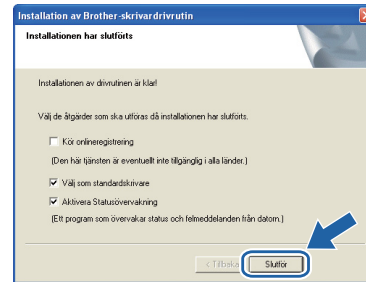 Installation av Brother-skrivardrivrutin
Installationen har slutförts
Installationen av drivrutinen är klar!
Välj de åtgärder som ska utföras då installationen har slutförts.
Kör onlineregistrering
(Den här tjänsten är eventuellt inte tillgänglig i alla länder.)
Välj som standardskrivare
Aktivera Statusövervakning
(Ett program som övervakar status och felmeddelanden från datorn.)
< Tillbaka
Slutför